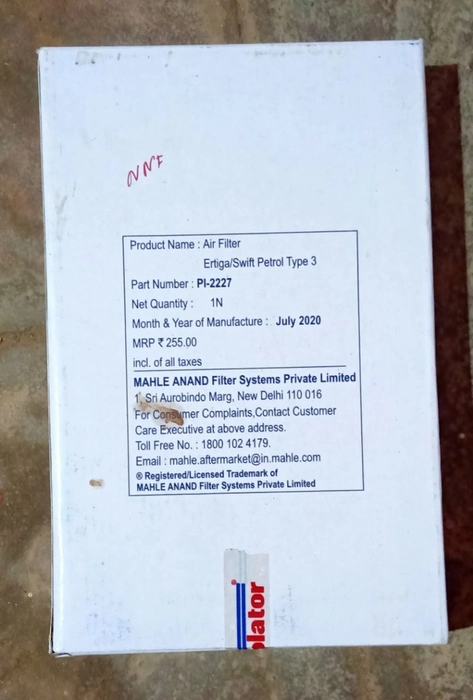 NNF
Product Name : Air Filter
Ertiga/Swift Petrol Type 3
Part Number : PI-2227
Net Quantity : 1N
Month & Year of Manufacture : July 2020
MRP ₹ 255.00
incl. of all taxes
MAHLE ANAND Filter Systems Private Limited
1, Sri Aurobindo Marg, New Delhi 110 016
For Consumer Complaints,Contact Customer
Care Executive at above address.
Toll Free No. : 1800 102 4179.
Email : mahle.aftermarket@in.mahle.com
® Registered/Licensed Trademark of
MAHLE ANAND Filter Systems Private Limited
olator